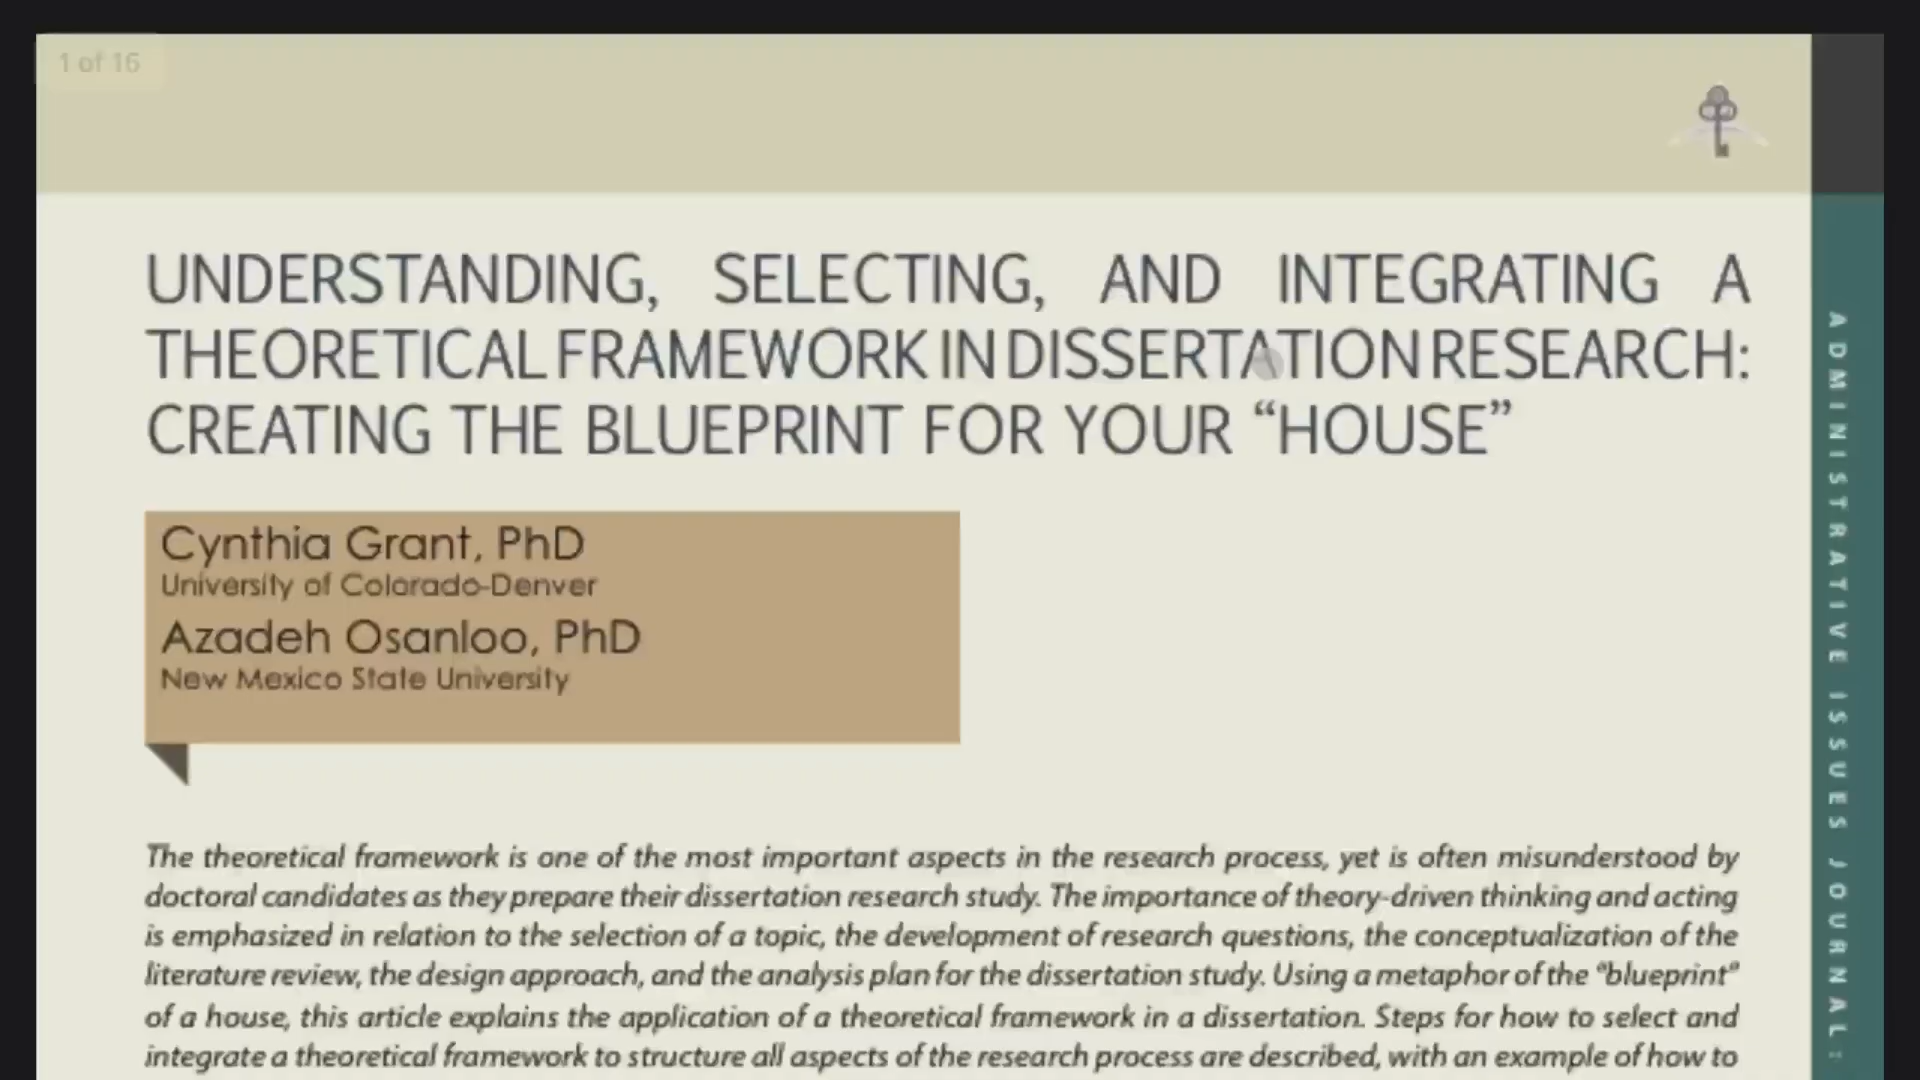 1 of 16
UNDERSTANDING, SELECTING, AND INTEGRATING A
THEORETICAL FRAMEWORK IN DISSERTATION RESEARCH:
CREATING THE BLUEPRINT FOR YOUR “HOUSE”
Cynthia Grant, PhD
University of Colorado-Denver
Azadeh Osanloo, PhD
New Mexico State University
The theoretical framework is one of the most important aspects in the research process, yet is often misunderstood by
doctoral candidates as they prepare their dissertation research study. The importance of theory-driven thinking and acting
is emphasized in relation to the selection of a topic, the development of research questions, the conceptualization of the
literature review, the design approach, and the analysis plan for the dissertation study. Using a metaphor of the “blueprint”
of a house, this article explains the application of a theoretical framework in a dissertation. Steps for how to select and
integrate a theoretical framework to structure all aspects of the research process are described, with an example of how to
ADMINISTRATIVE ISSUES JOURNAL: